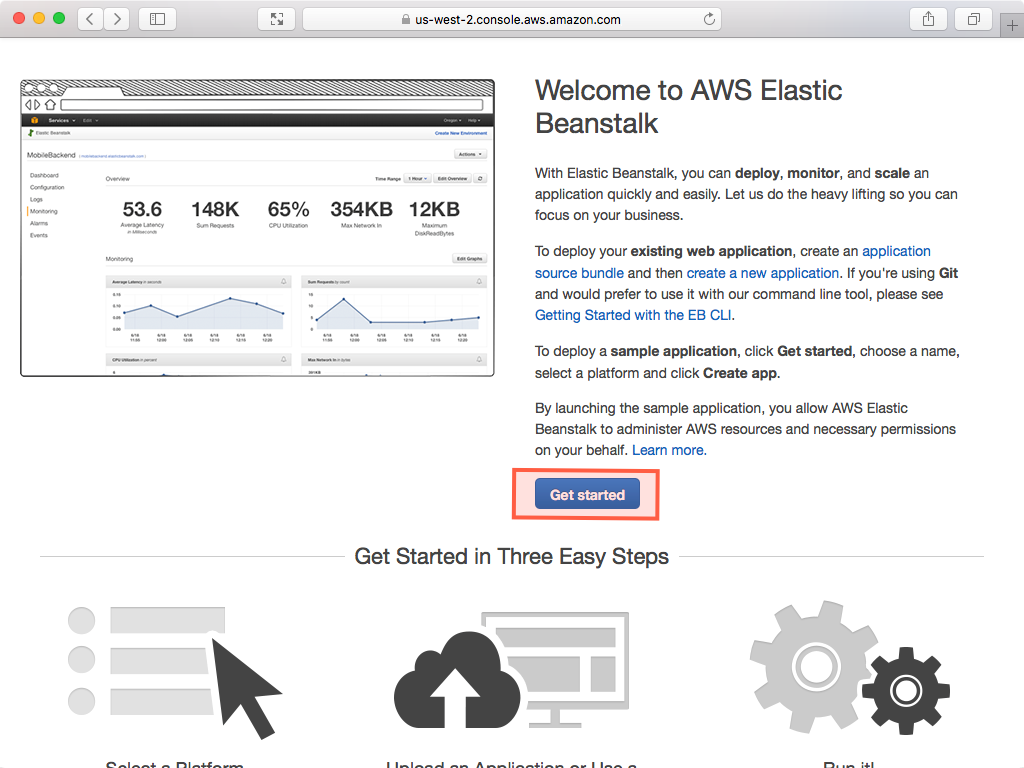 us-west-2.console.aws.amazon.com
Services Edit Oregon Help
Elastic Beanstalk Create New Environment
MobileBackend ( mobilebackend.elasticbeanstalk.com ) Actions
Dashboard
Configuration
Logs
Monitoring
Alarms
Events
Overview Time Range 1 Hour Edit Overview
53.6 148K 65% 354KB 12KB
Average Latency Sum Requests CPU Utilization Max Network In Maximum
in Milliseconds DiskReadBytes
Monitoring Edit Graphs
Average Latency in seconds Sum Requests by count
CPU Utilization in percent Max Network In in bytes
Welcome to AWS Elastic
Beanstalk
With Elastic Beanstalk, you can deploy, monitor, and scale an
application quickly and easily. Let us do the heavy lifting so you can
focus on your business.
To deploy your existing web application, create an application
source bundle and then create a new application. If you're using Git
and would prefer to use it with our command line tool, please see
Getting Started with the EB CLI.
To deploy a sample application, click Get started, choose a name,
select a platform and click Create app.
By launching the sample application, you allow AWS Elastic
Beanstalk to administer AWS resources and necessary permissions
on your behalf. Learn more.
Get started
Get Started in Three Easy Steps
Select a Platform Upload an Application or Use a Run it!